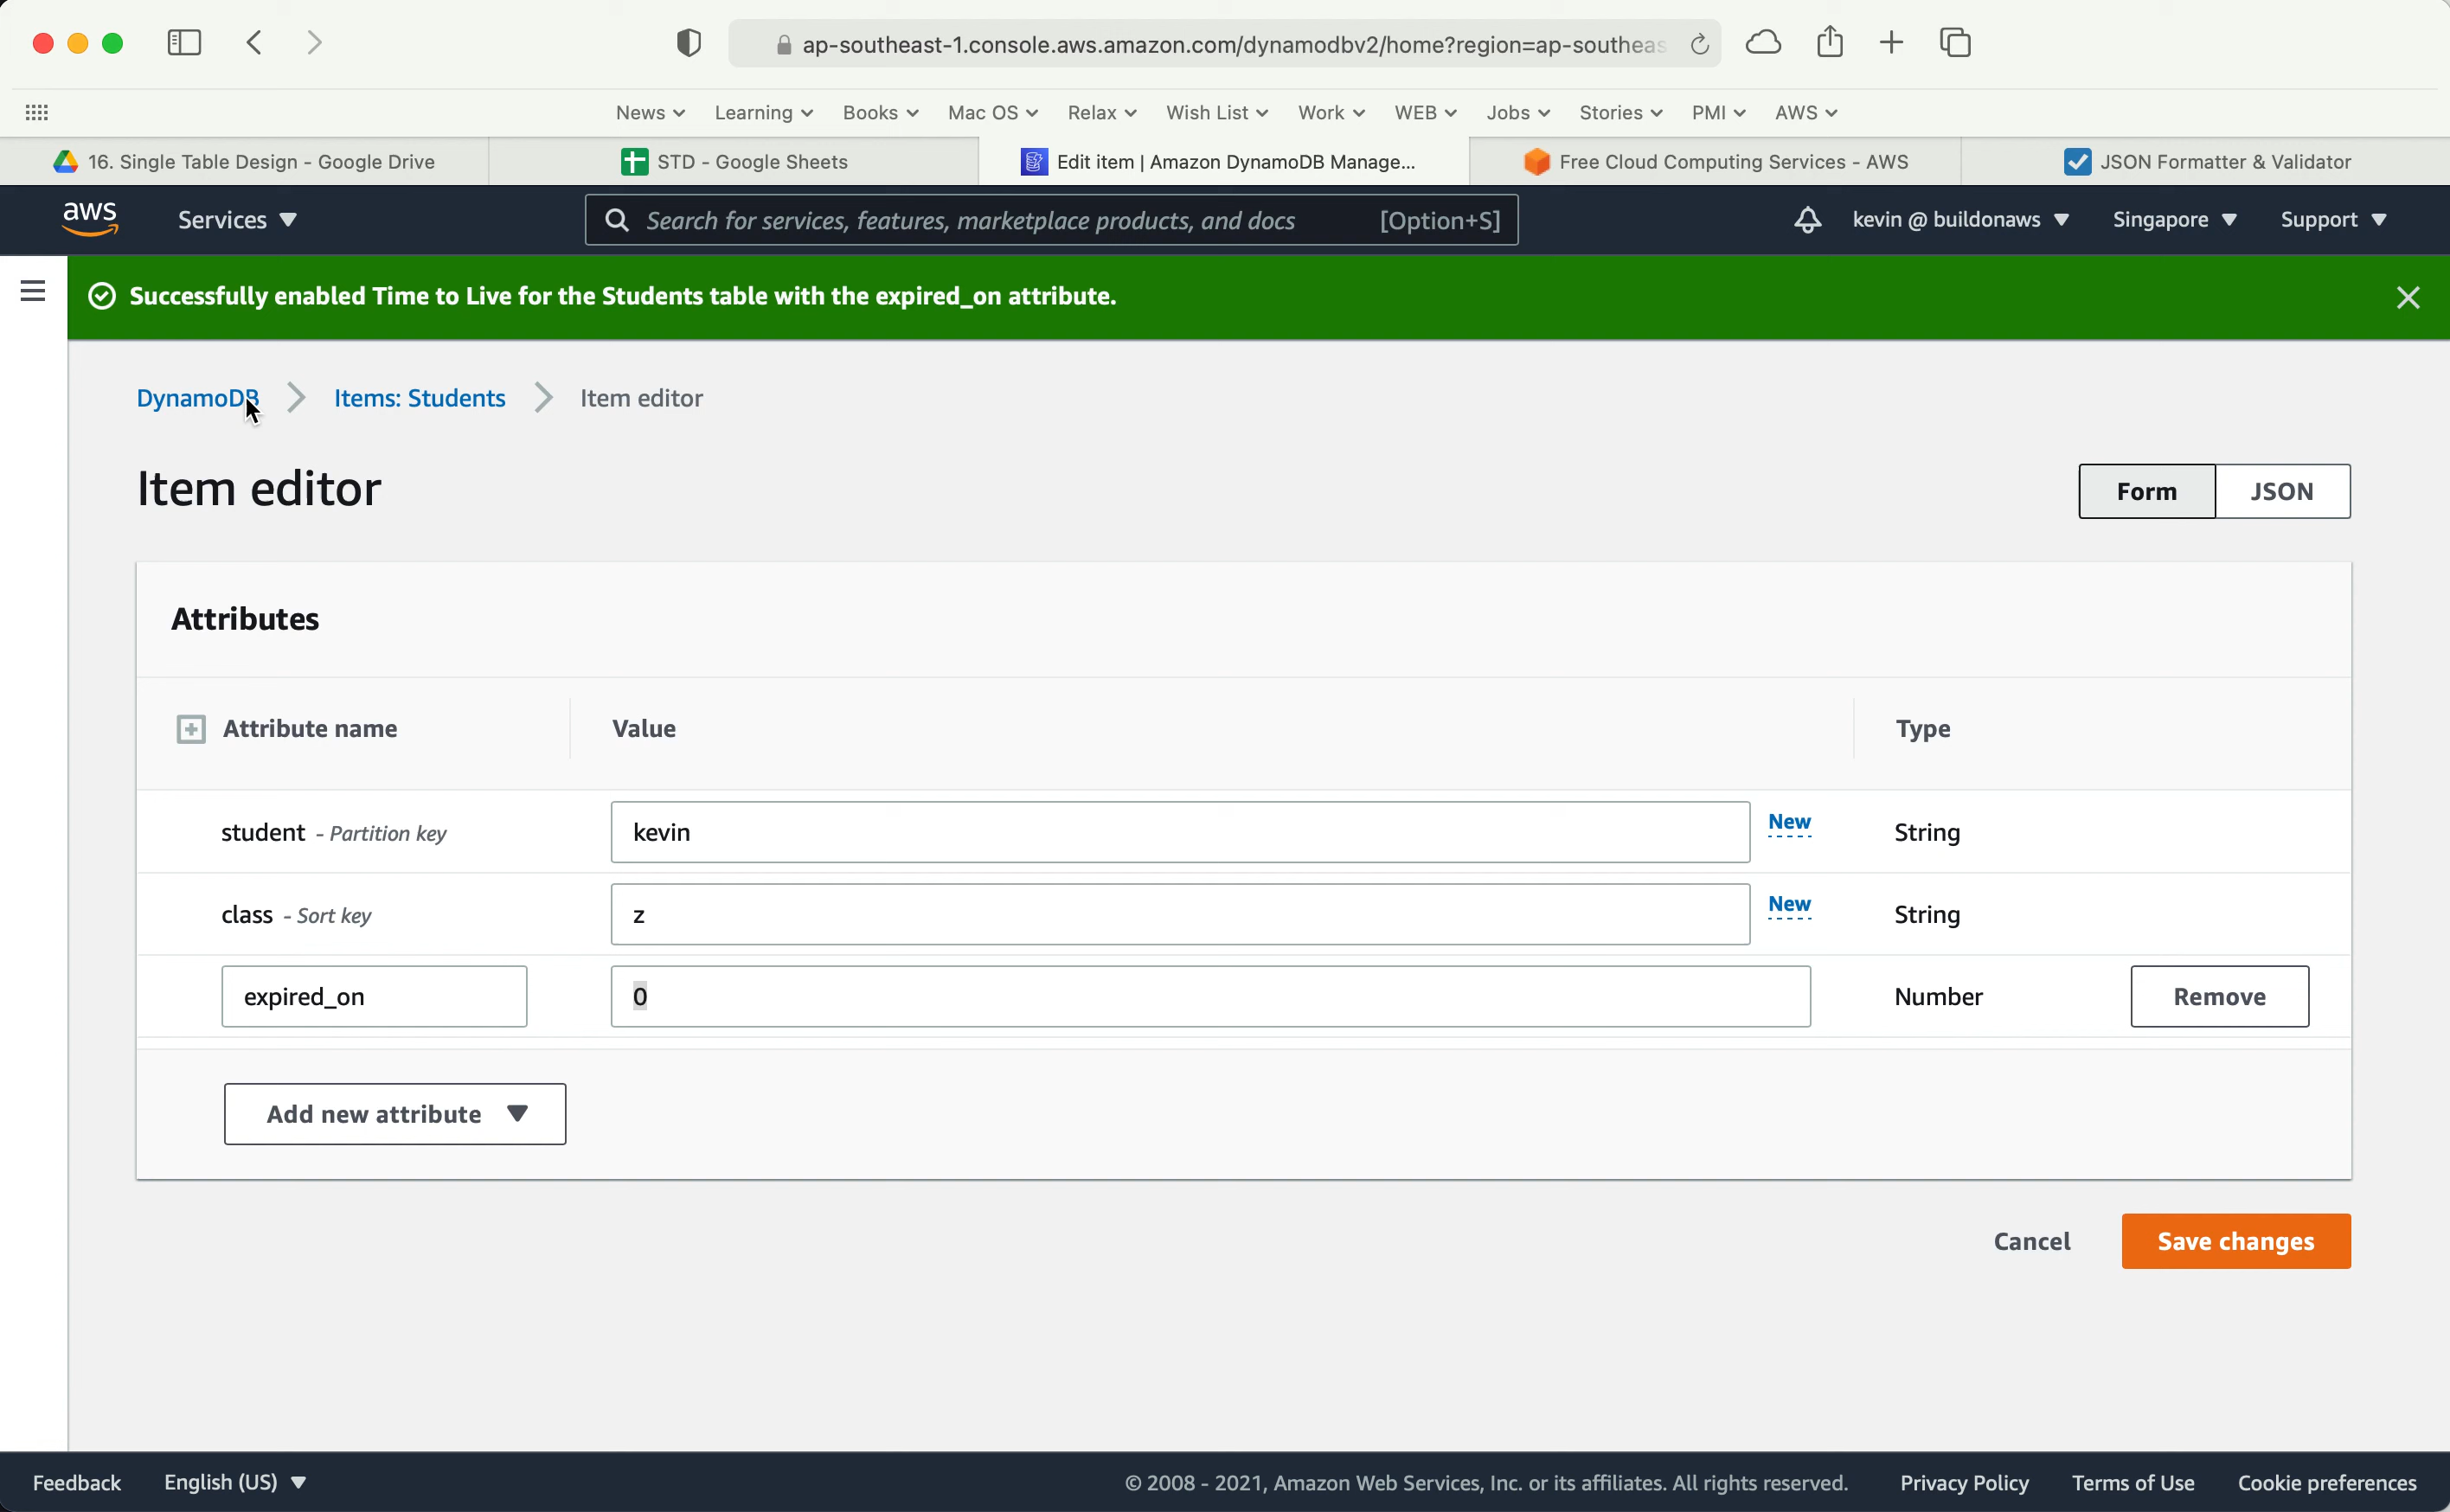 ap-southeast-1.console.aws.amazon.com/dynamodbv2/home?region=ap-southeas
News Learning Books Mac OS Relax Wish List Work WEB Jobs Stories PMI AWS
16. Single Table Design - Google Drive STD - Google Sheets Edit item | Amazon DynamoDB Manage... Free Cloud Computing Services - AWS JSON Formatter & Validator
aws Services Search for services, features, marketplace products, and docs [Option+S] kevin @ buildonaws Singapore Support
Successfully enabled Time to Live for the Students table with the expired_on attribute.
DynamoDB Items: Students Item editor
Item editor Form JSON
Attributes
Attribute name Value Type
student - Partition key kevin New String
class - Sort key z New String
expired_on 0 Number Remove
Add new attribute
Cancel Save changes
Feedback English (US) © 2008 - 2021, Amazon Web Services, Inc. or its affiliates. All rights reserved. Privacy Policy Terms of Use Cookie preferences